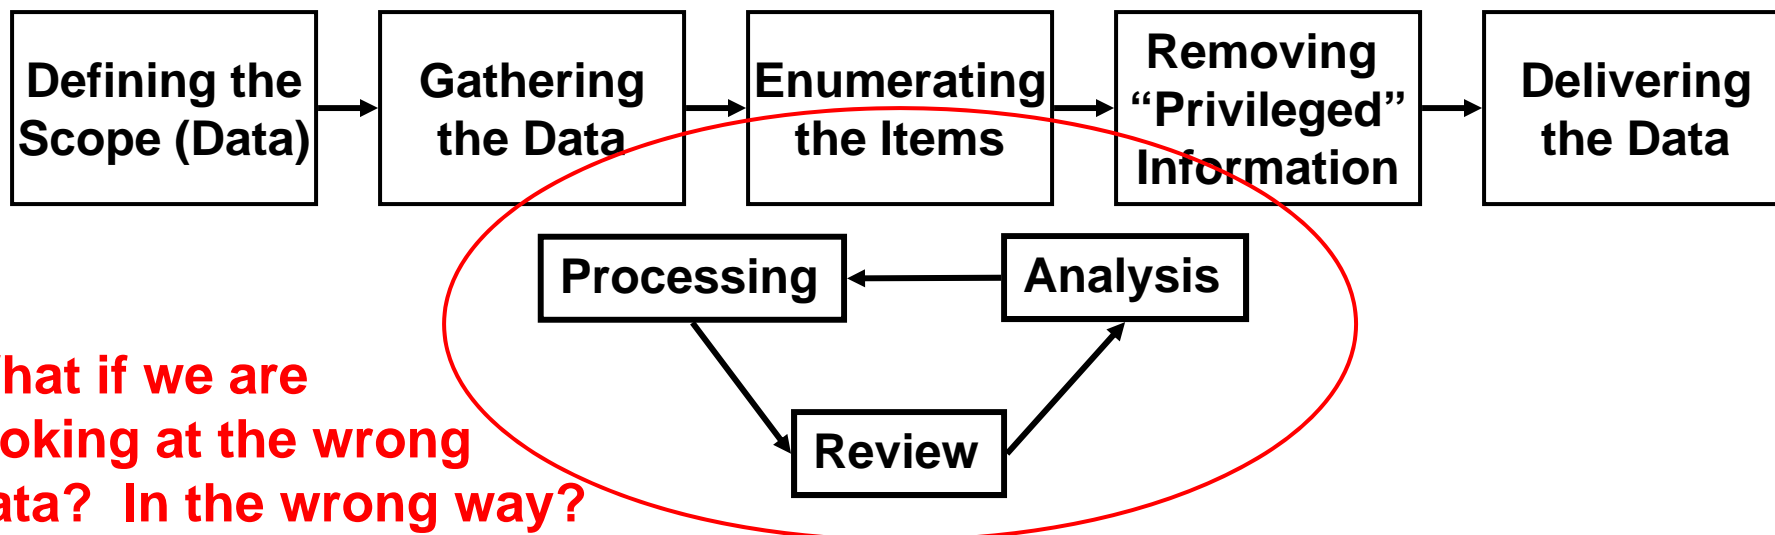 Defining the
Scope (Data)
Gathering
the Data
Enumerating
the Items
Removing
“Privileged”
Information
Delivering
the Data
Processing
Analysis
Review
hat if we are
oking at the wrong
ata? In the wrong way?